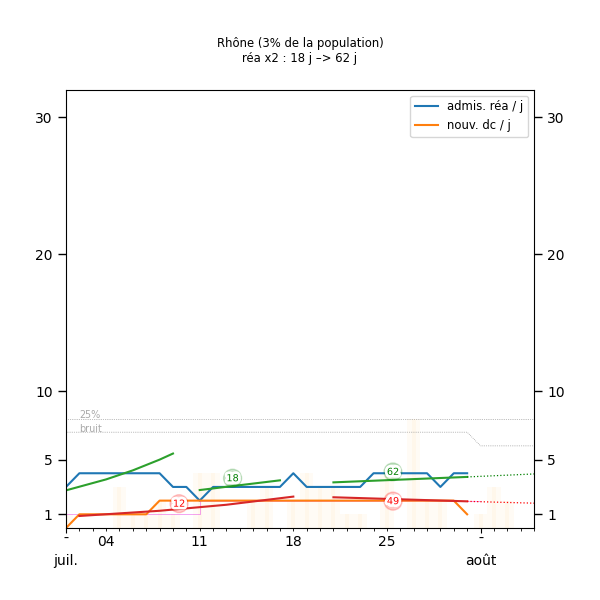 Rhône (3% de la population)
réa x2 : 18 j –> 62 j
admis. réa / j
nouv. dc / j
30 30
20 20
10 10
25%
bruit
5 5
62
18
49
12
1 1
- 04 11 18 25 -
juil. août